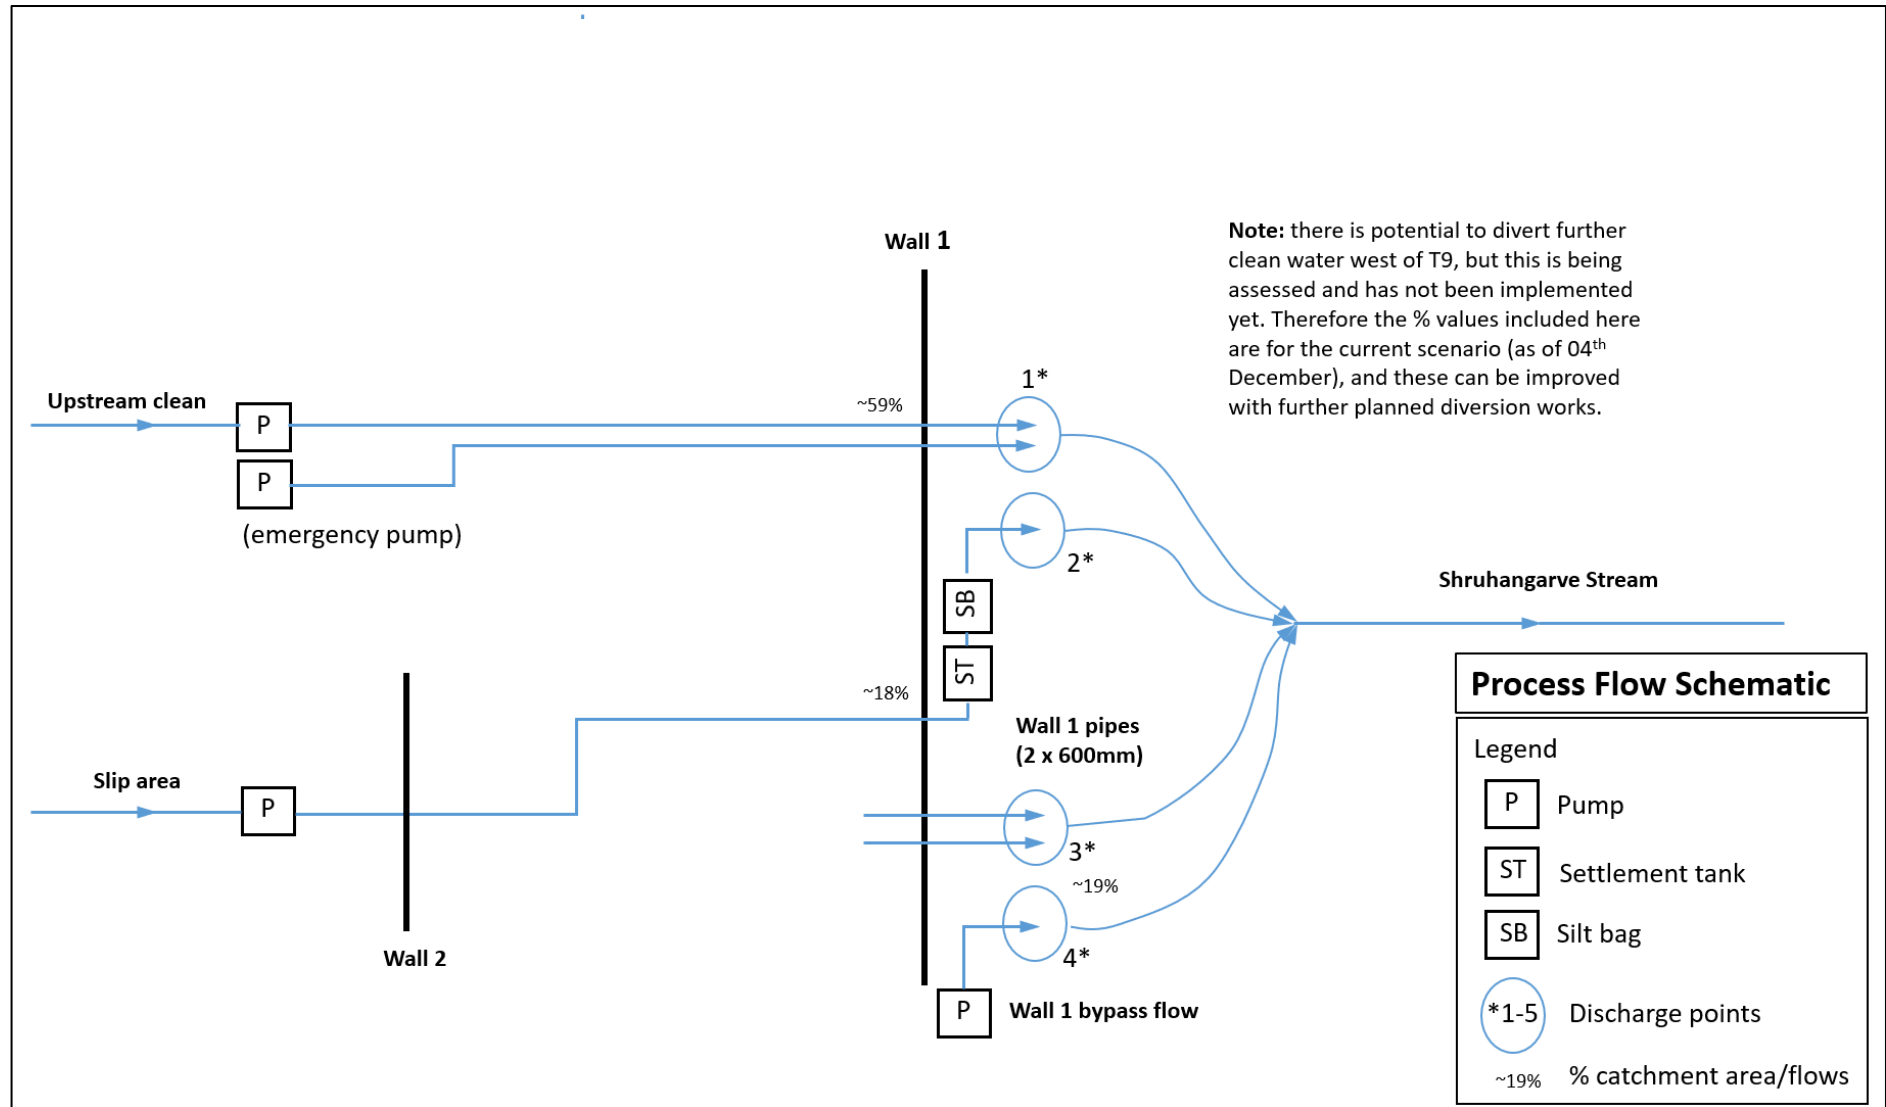 Wall 1
Note: there is potential to divert further
clean water west of T9, but this is being
assessed and has not been implemented
yet. Therefore the % values included here
are for the current scenario (as of 04th
December), and these can be improved
with further planned diversion works.
Upstream clean
P
~59%
1*
P
(emergency pump)
2*
SB
ST
Shruhangarve Stream
~18%
Wall 1 pipes
(2 x 600mm)
Slip area
P
3*
~19%
4*
Wall 2
P
Wall 1 bypass flow
Process Flow Schematic
Legend
P Pump
ST Settlement tank
SB Silt bag
*1-5 Discharge points
~19% % catchment area/flows